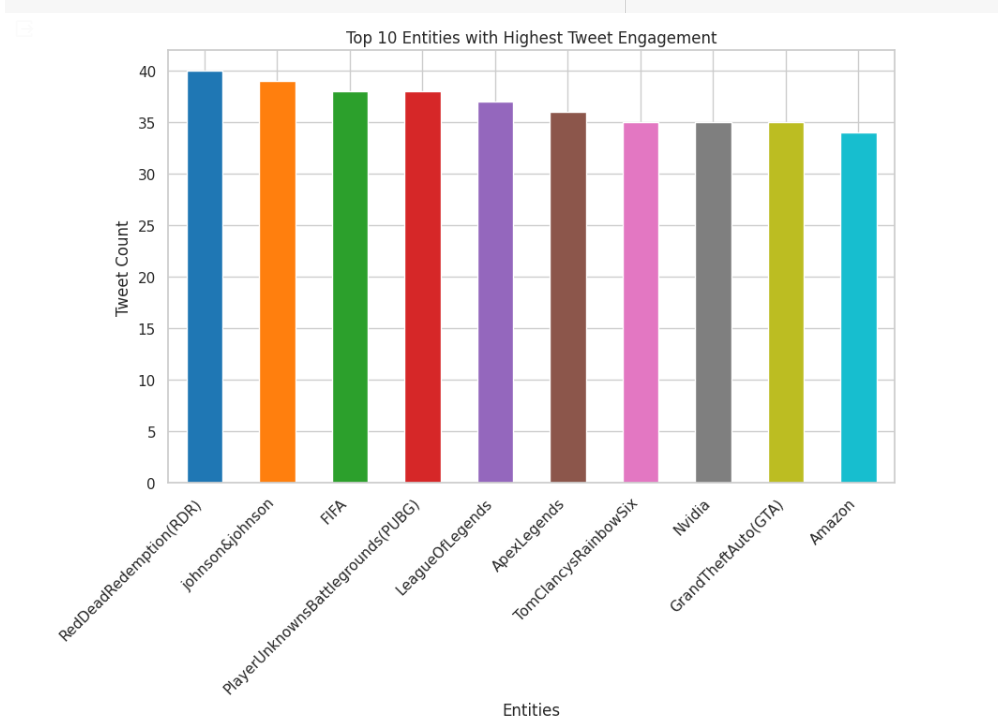 Top 10 Entities with Highest Tweet Engagement
Tweet Count
40
35
30
25
20
15
10
5
0
RedDeadRedemption(RDR)
johnson&johnson
FIFA
PlayerUnknownsBattlegrounds(PUBG)
LeagueOfLegends
ApexLegends
TomClancysRainbowSix
Nvidia
GrandTheftAuto(GTA)
Amazon
Entities